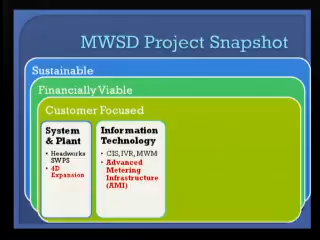 MWSD Project Snapshot
Sustainable
Financially Viable
Customer Focused
System
& Plant
• Headworks
SWPS
• 4D
Expansion
Information
Technology
• CIS, IVR, MWM
• Advanced
Metering
Infrastructure
(AMI)